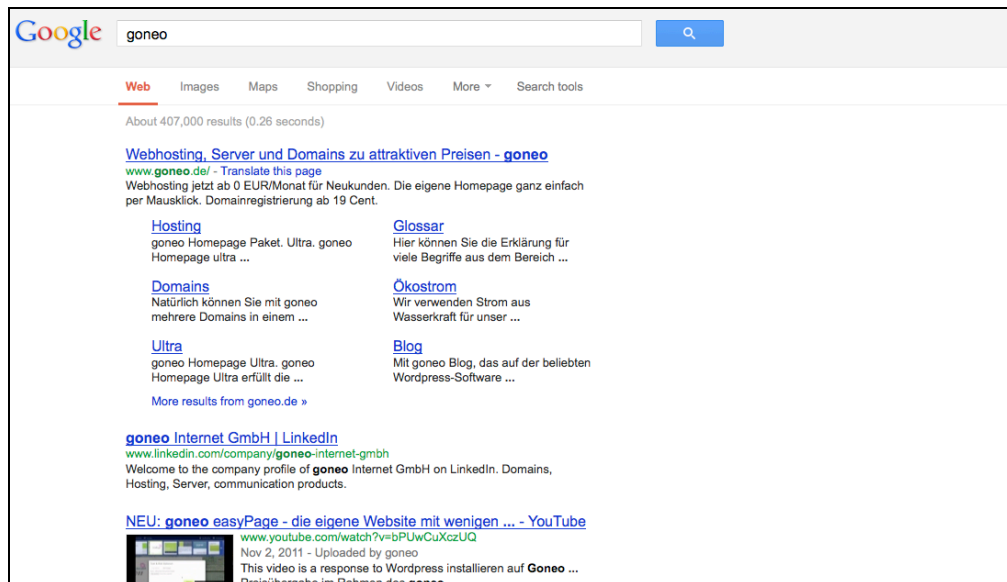 Google
goneo
Web Images Maps Shopping Videos More Search tools
About 407,000 results (0.26 seconds)
Webhosting, Server und Domains zu attraktiven Preisen - goneo
www.goneo.de/ - Translate this page
Webhosting jetzt ab 0 EUR/Monat für Neukunden. Die eigene Homepage ganz einfach
per Mausklick. Domainregistrierung ab 19 Cent.
Hosting
goneo Homepage Paket. Ultra. goneo
Homepage ultra ...
Glossar
Hier können Sie die Erklärung für
viele Begriffe aus dem Bereich ...
Domains
Natürlich können Sie mit goneo
mehrere Domains in einem ...
Ökostrom
Wir verwenden Strom aus
Wasserkraft für unser ...
Ultra
goneo Homepage Ultra. goneo
Homepage Ultra erfüllt die ...
Blog
Mit goneo Blog, das auf der beliebten
Wordpress-Software ...
More results from goneo.de »
goneo Internet GmbH | LinkedIn
www.linkedin.com/company/goneo-internet-gmbh
Welcome to the company profile of goneo Internet GmbH on LinkedIn. Domains,
Hosting, Server, communication products.
NEU: goneo easyPage - die eigene Website mit wenigen ... - YouTube
www.youtube.com/watch?v=bPUwCuXczUQ
Nov 2, 2011 - Uploaded by goneo
This video is a response to Wordpress installieren auf Goneo ...
Preisübergabe im Rahmen des goneo